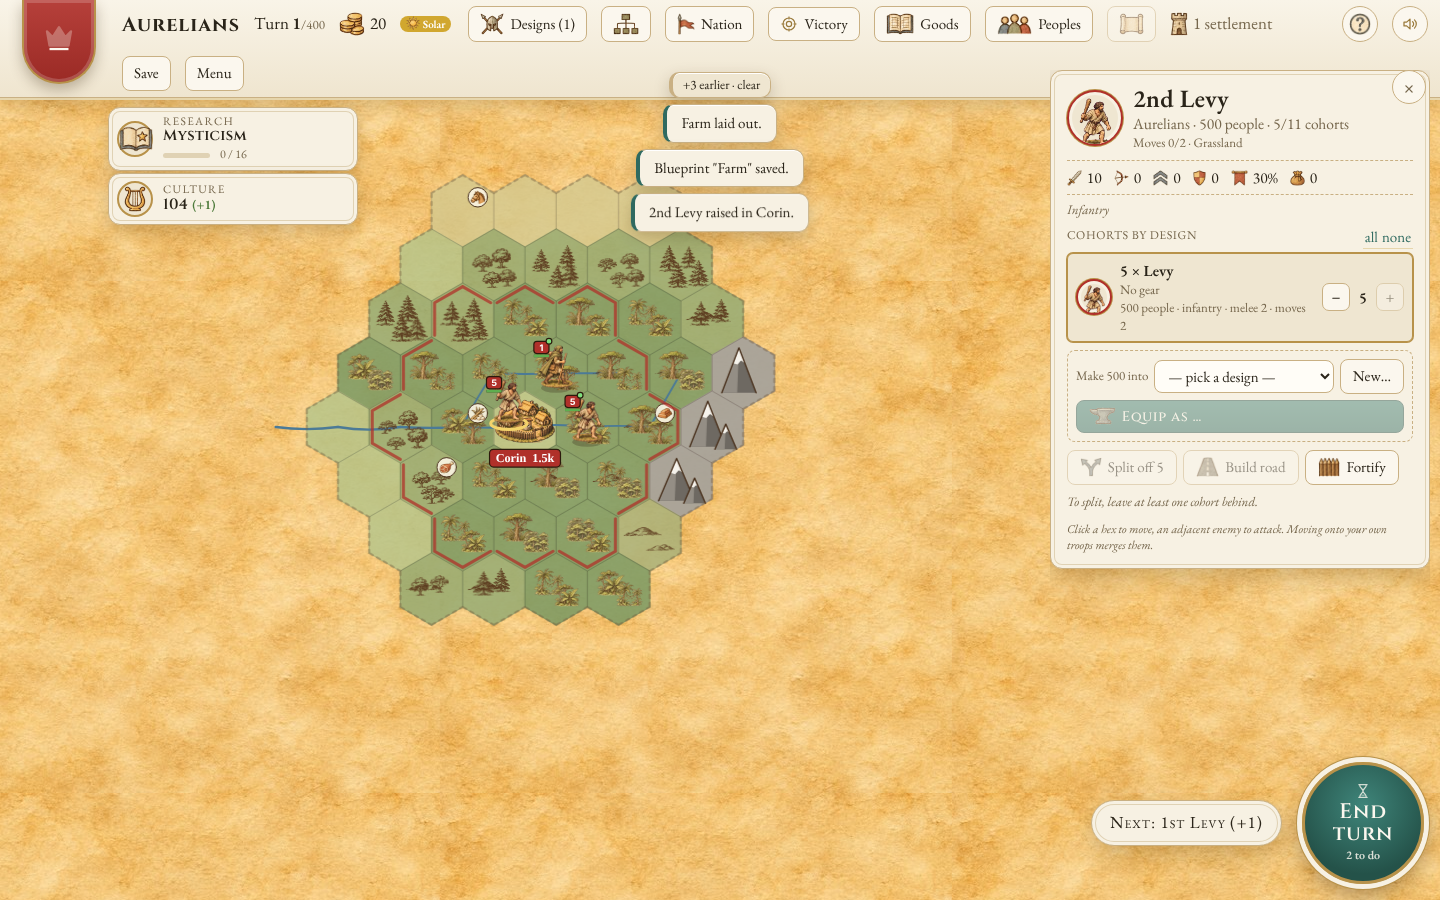 Aurelians
Turn 1/400
20
Solar
Designs (1)
Nation
Victory
Goods
Peoples
1 settlement
Save
Menu
+3 earlier · clear
Farm laid out.
Blueprint "Farm" saved.
2nd Levy raised in Corin.
Research
Mysticism
0 / 16
Culture
104 (+1)
1
5
5
Corin 1.5k
×
2nd Levy
Aurelians · 500 people · 5/11 cohorts
Moves 0/2 · Grassland
10
0
0
0
30%
0
Infantry
Cohorts by design
all none
5 × Levy
No gear
500 people · infantry · melee 2 · moves
2
− 5 +
Make 500 into
— pick a design —
New...
Equip as ...
Split off 5
Build road
Fortify
To split, leave at least one cohort behind.
Click a hex to move, an adjacent enemy to attack. Moving onto your own
troops merges them.
Next: 1st Levy (+1)
End
turn
2 to do